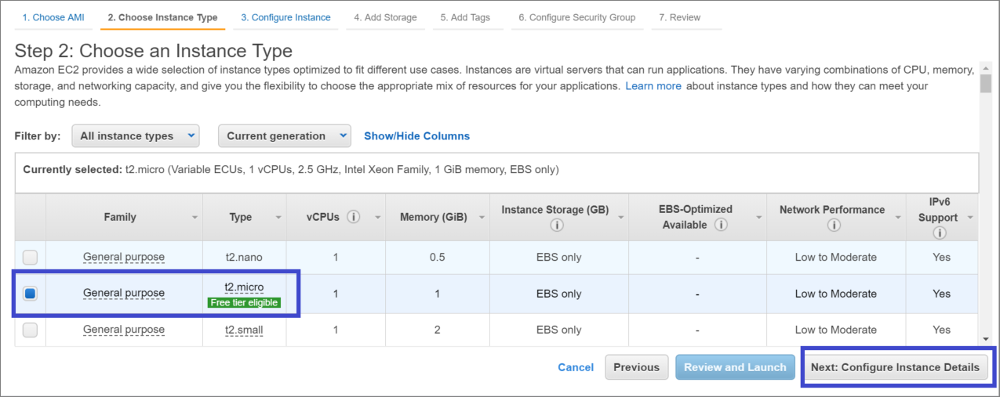 1. Choose AMI 2. Choose Instance Type 3. Configure Instance 4. Add Storage 5. Add Tags 6. Configure Security Group 7. Review
Step 2: Choose an Instance Type
Amazon EC2 provides a wide selection of instance types optimized to fit different use cases. Instances are virtual servers that can run applications. They have varying combinations of CPU, memory,
storage, and networking capacity, and give you the flexibility to choose the appropriate mix of resources for your applications. Learn more about instance types and how they can meet your
computing needs.
Filter by: All instance types Current generation Show/Hide Columns
Currently selected: t2.micro (Variable ECUs, 1 vCPUs, 2.5 GHz, Intel Xeon Family, 1 GiB memory, EBS only)
Family Type vCPUs i Memory (GiB) Instance Storage (GB) i EBS-Optimized Available i Network Performance i IPv6 Support i
General purpose t2.nano 1 0.5 EBS only - Low to Moderate Yes
General purpose t2.micro Free tier eligible 1 1 EBS only - Low to Moderate Yes
General purpose t2.small 1 2 EBS only - Low to Moderate Yes
Cancel Previous Review and Launch Next: Configure Instance Details